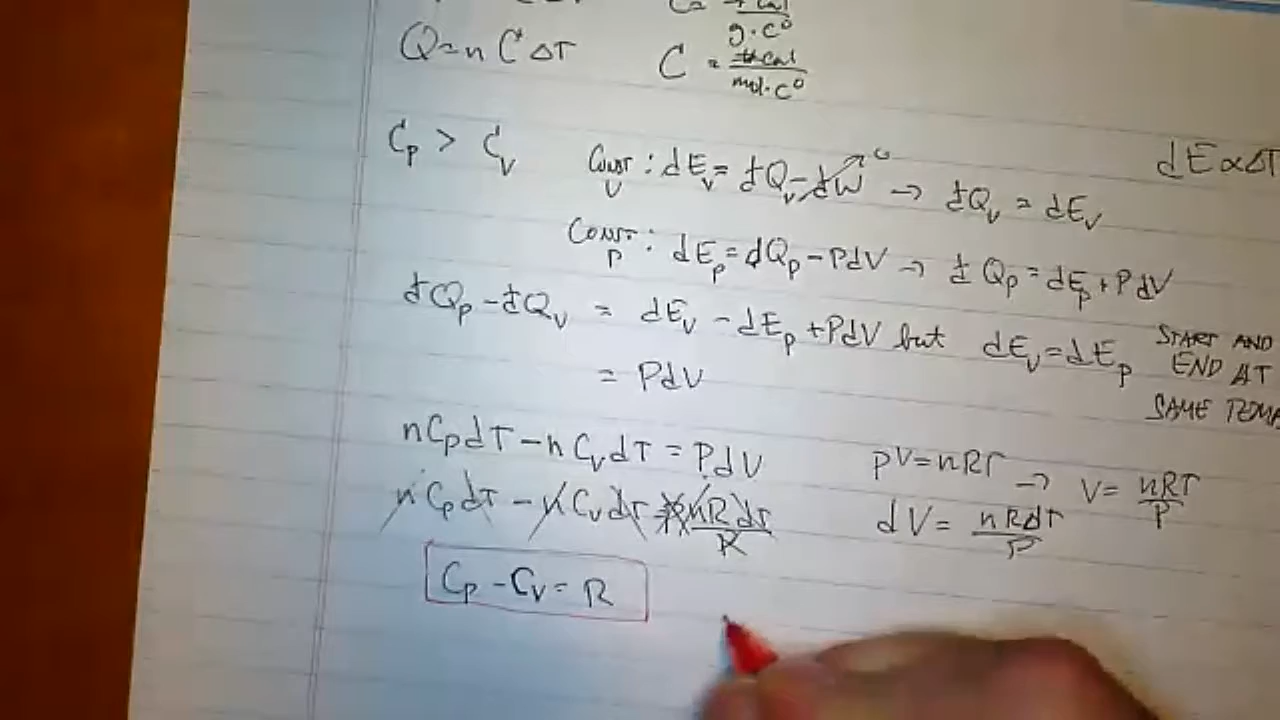 g·C°
Q = n C ΔT C = #Cal / mol·C°
Cp > Cv Const V : dEv = đQv - đW → 0 → đQv = dEv dE ∝ ΔT
Const P : dEp = dQp - PdV → đQp = dEp + PdV
đQp - đQv = dEv - dEp + PdV but dEv = dEp START AND
= PdV END AT
SAME TEMP
nCpdT - nCvdT = PdV PV = nRT → V = nRT / P
nCpdT - nCvdT = P nRdT / P dV = nRdT / P
Cp - Cv = R